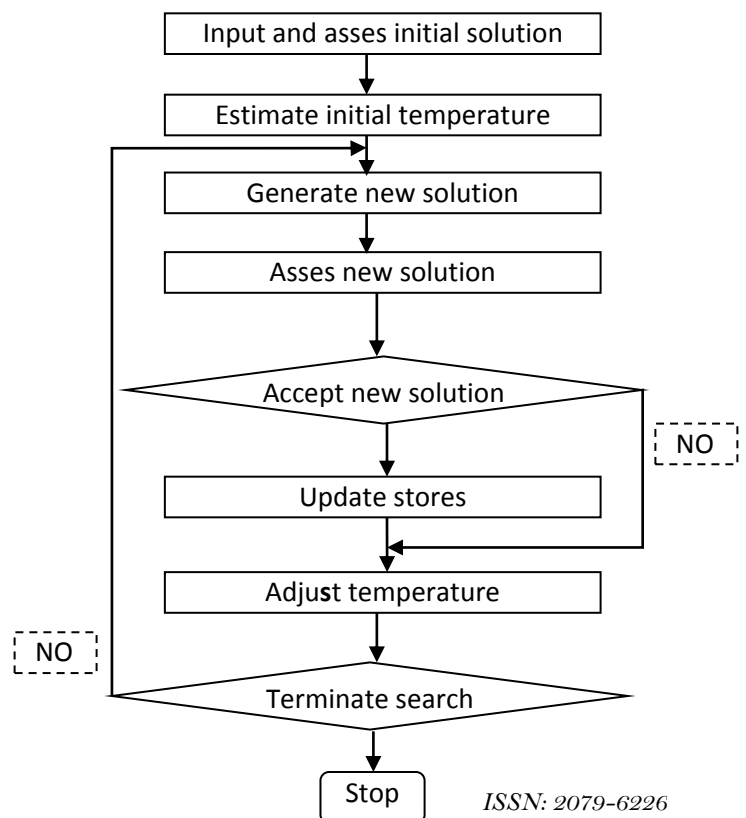 Input and asses initial solution
Estimate initial temperature
Generate new solution
Asses new solution
Accept new solution
NO
Update stores
Adjust temperature
NO
Terminate search
Stop
ISSN: 2079-6226